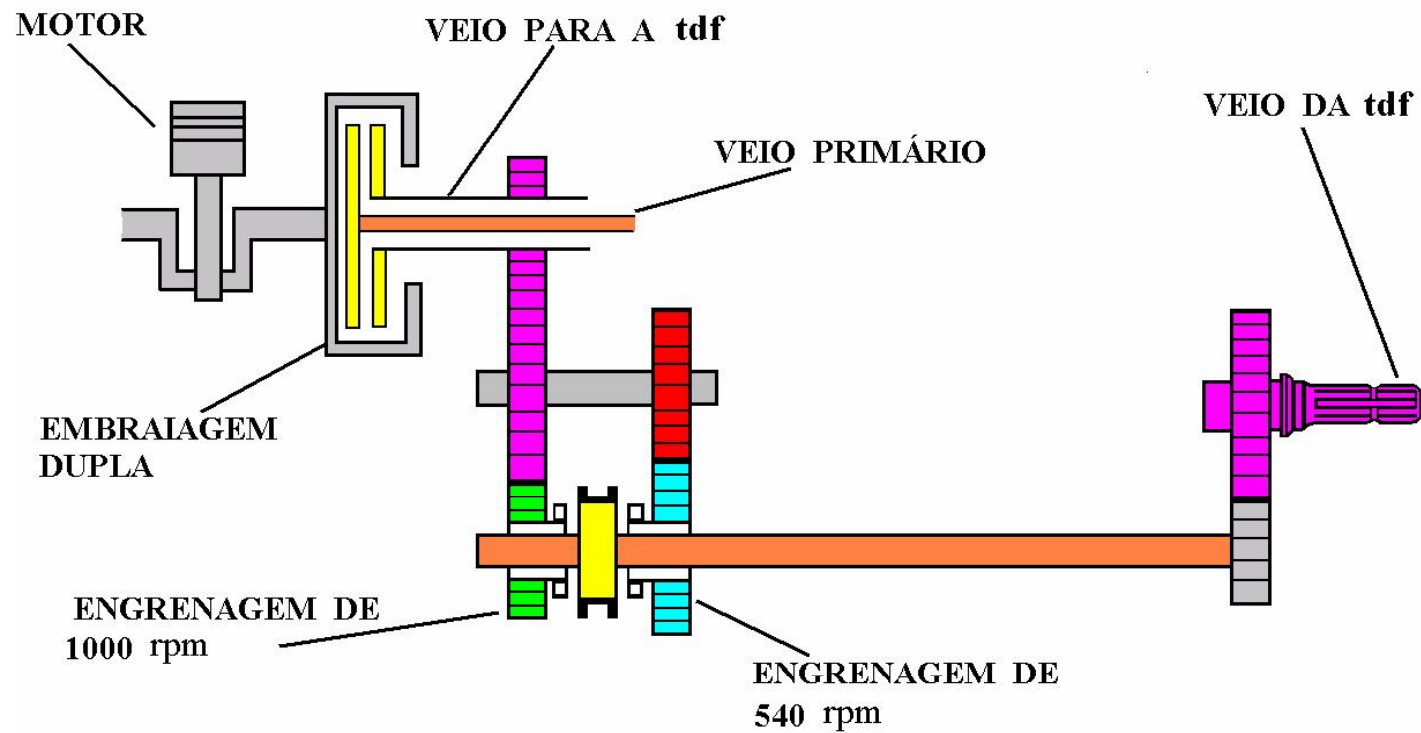 MOTOR
VEIO PARA A tdf
VEIO DA tdf
VEIO PRIMÁRIO
EMBRAIAGEM
DUPLA
ENGRENAGEM DE
1000 rpm
ENGRENAGEM DE
540 rpm